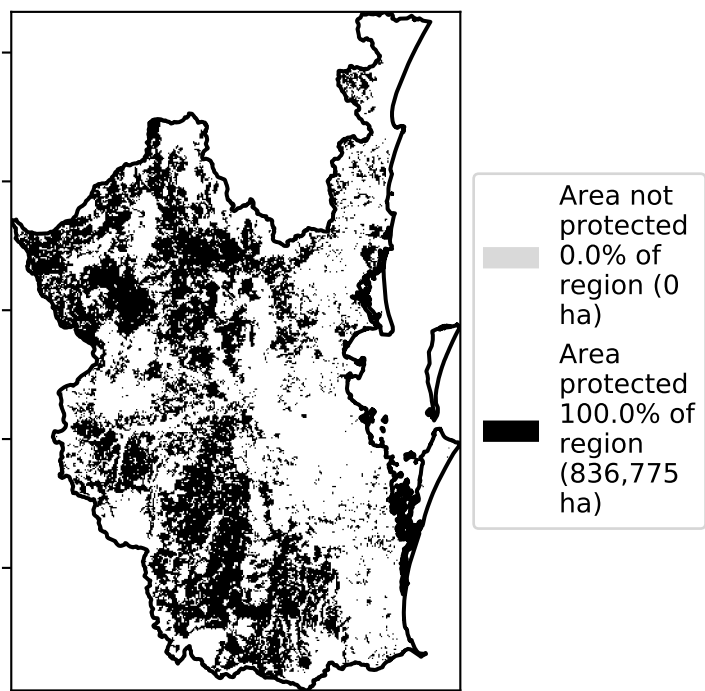 Area not
protected
0.0% of
region (0
ha)
Area
protected
100.0% of
region
(836,775
ha)